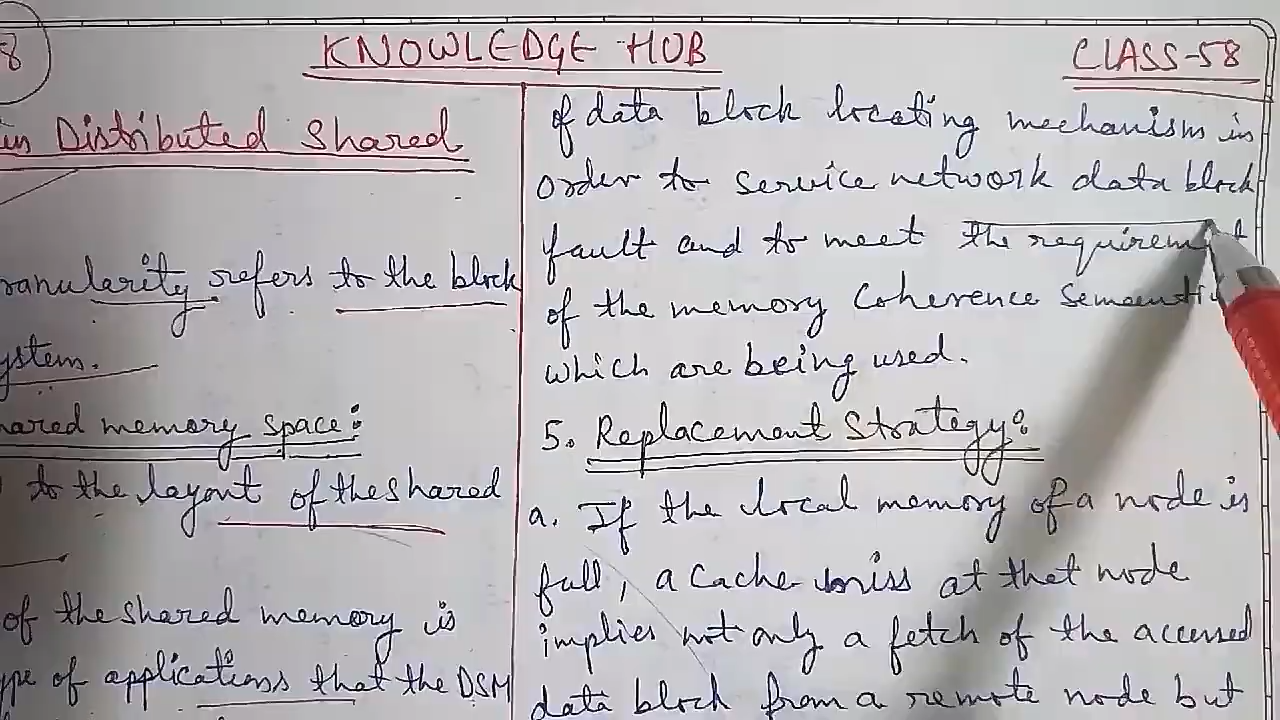 8
KNOWLEDGE HUB
CLASS-58
in Distributed Shared
ranularity refers to the block
ystem.
hared memory space:
to the layout of the shared
of the shared memory is
ype of applications that the DSM
of data block locating mechanism in
order to service network data block
fault and to meet the requirement
of the memory Coherence
which are being used.
5. Replacement Strategy:
a. If the local memory of a node is
full, a cache miss at that node
implies not only a fetch of the accessed
data block from a remote node but